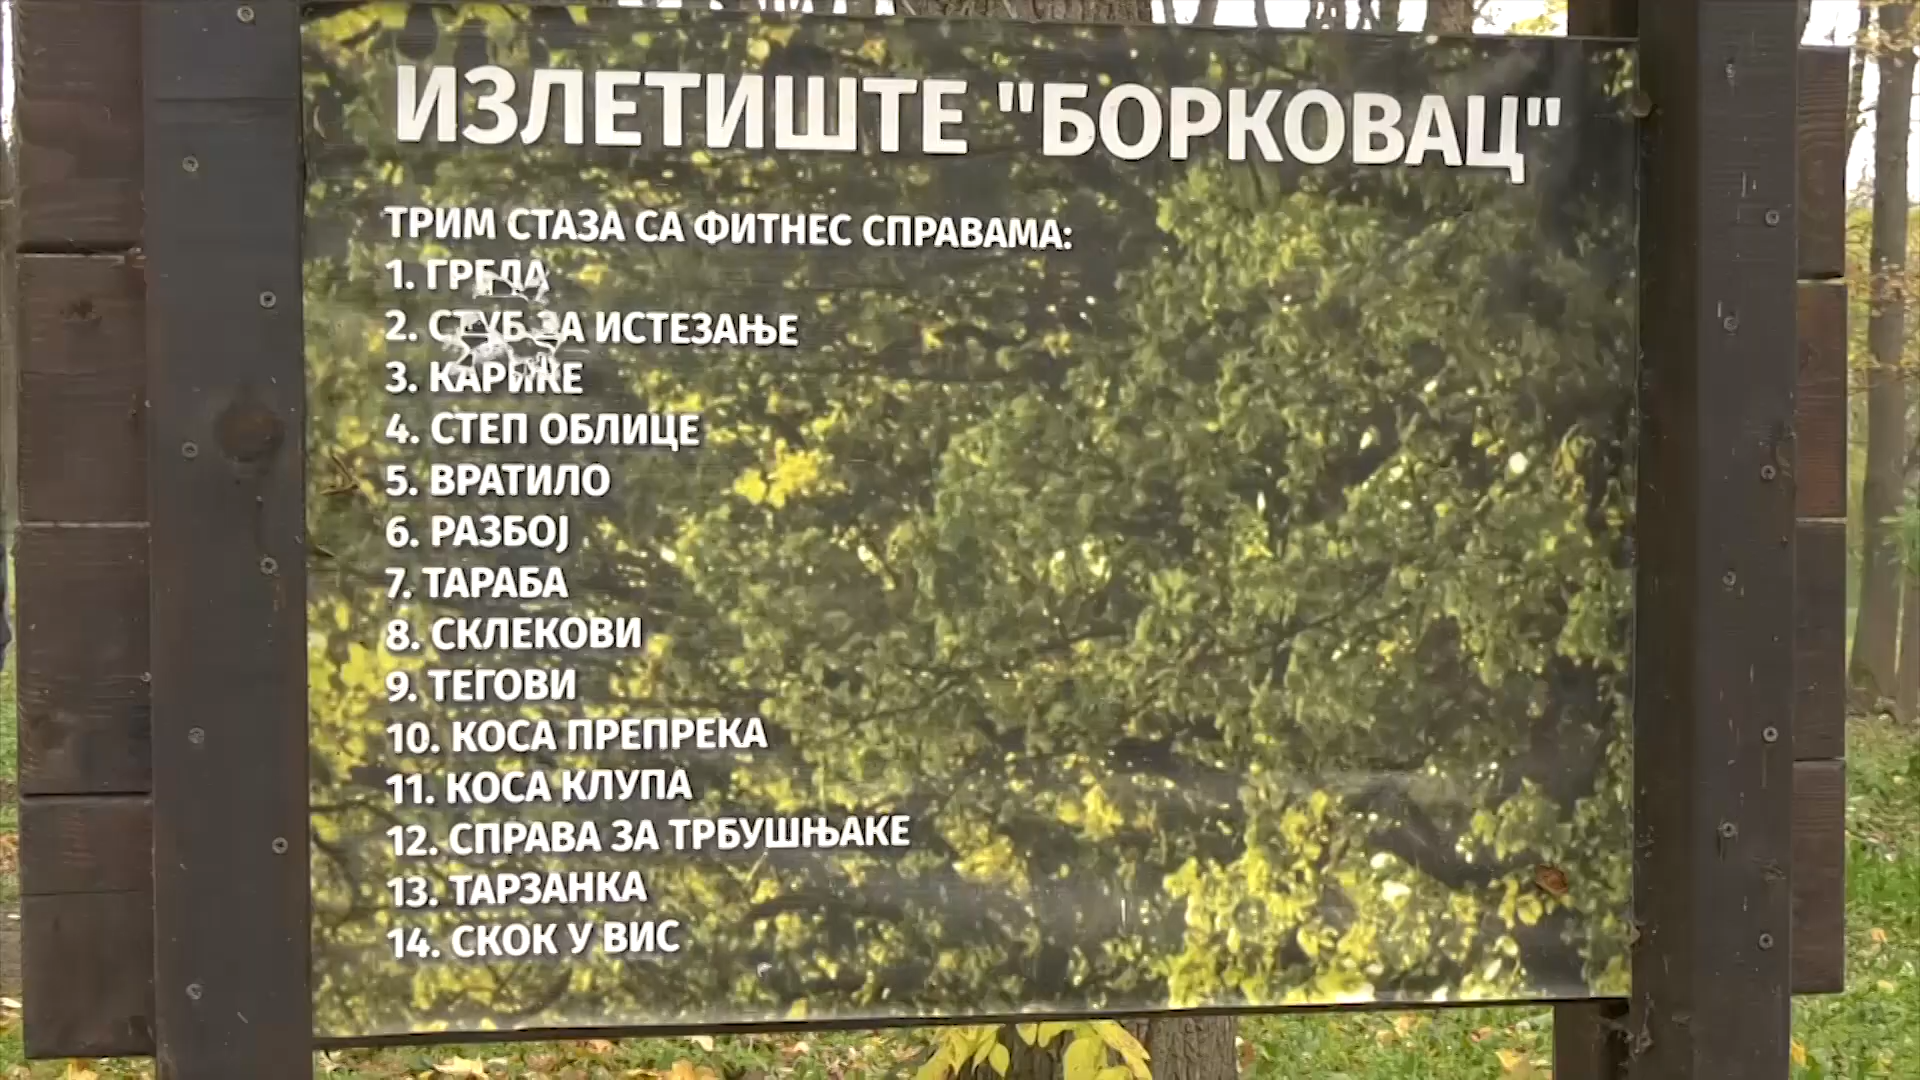 ИЗЛЕТИШТЕ "БОРКОВАЦ"
ТРИМ СТАЗА СА ФИТНЕС СПРАВАМА:
1. ГРЕДА
2. СТУБ ЗА ИСТЕЗАЊЕ
3. КАРИКЕ
4. СТЕП ОБЛИЦЕ
5. ВРАТИЛО
6. РАЗБОЈ
7. ТАРАБА
8. СКЛЕКОВИ
9. ТЕГОВИ
10. КОСА ПРЕПРЕКА
11. КОСА КЛУПА
12. СПРАВА ЗА ТРБУШЊАКЕ
13. ТАРЗАНКА
14. СКОК У ВИС